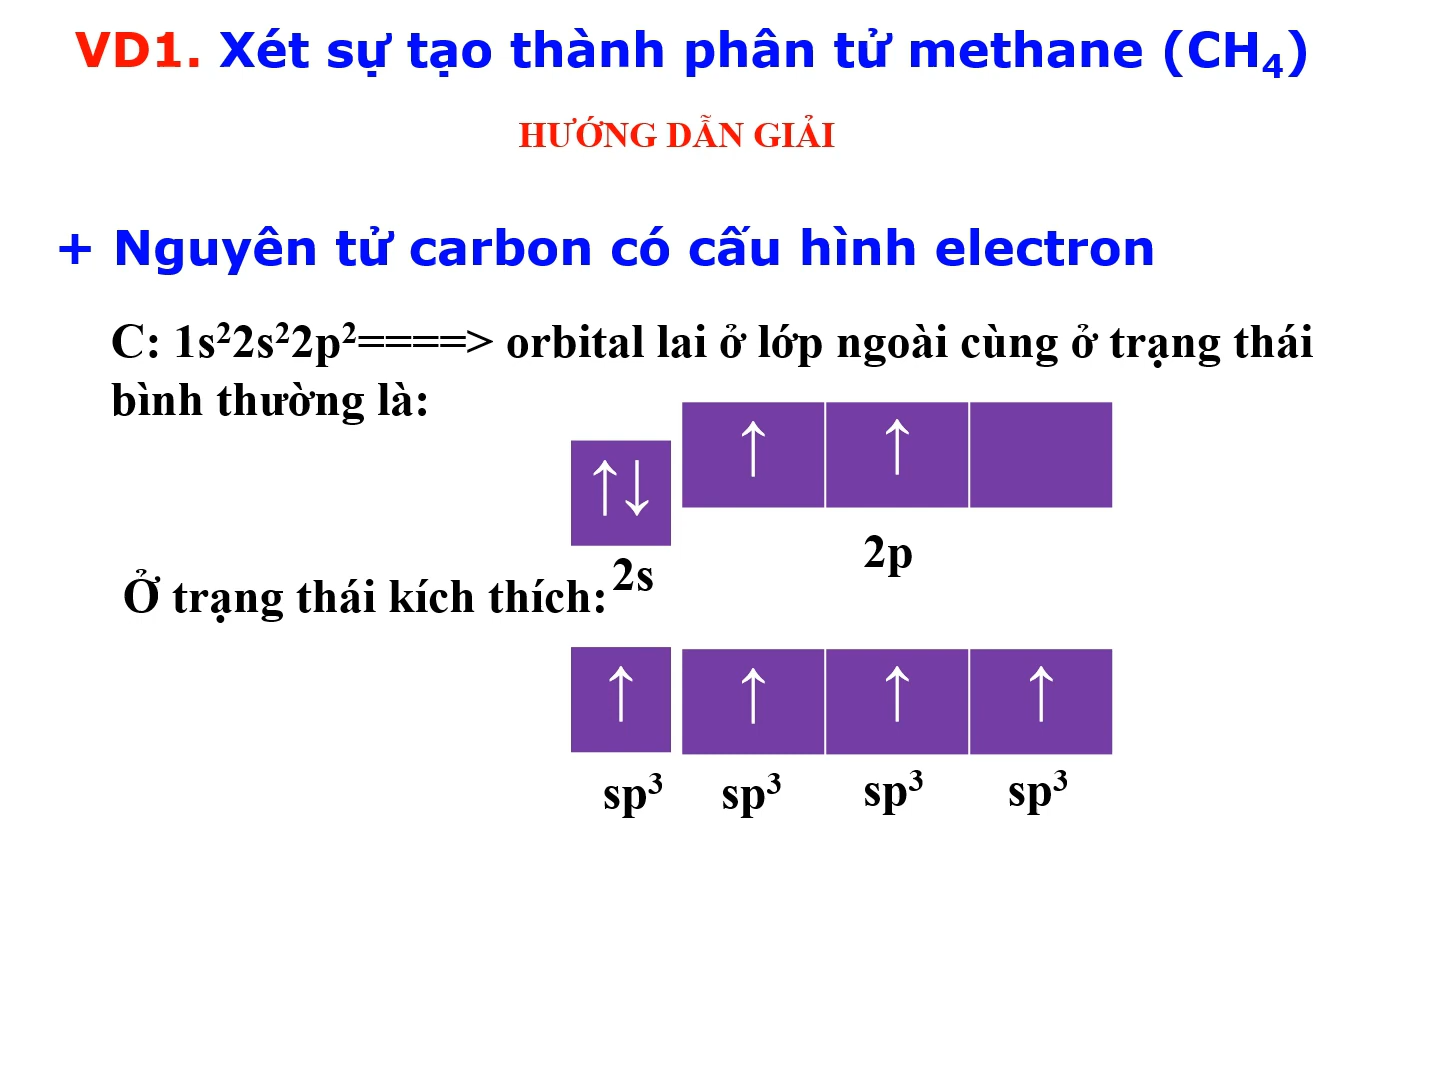 VD1. Xét sự tạo thành phân tử methane (CH₄)
HƯỚNG DẪN GIẢI
+ Nguyên tử carbon có cấu hình electron
C: 1s²2s²2p²====> orbital lai ở lớp ngoài cùng ở trạng thái
bình thường là:
↑↓ ↑ ↑
2s 2p
Ở trạng thái kích thích:
↑ ↑ ↑ ↑
sp³ sp³ sp³ sp³